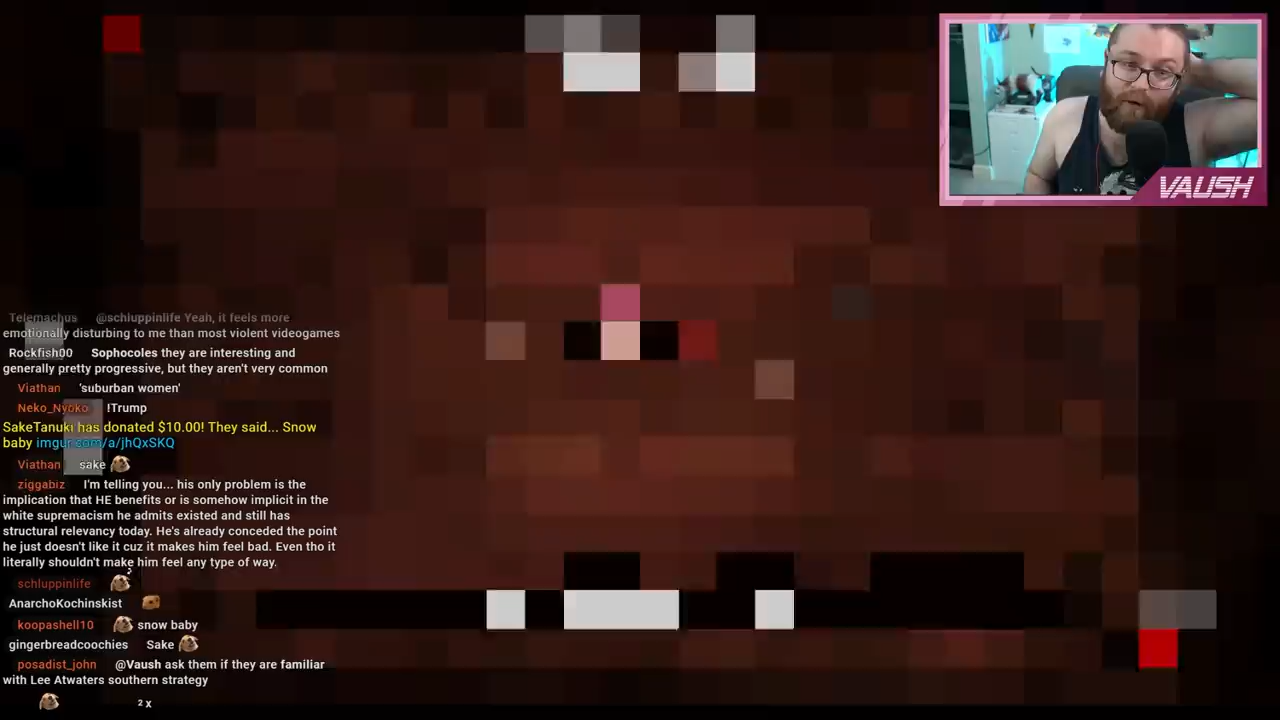 VAUSH
Telemachus @schluppinlife Yeah, it feels more
emotionally disturbing to me than most violent videogames
Rockfish00 Sophocoles they are interesting and
generally pretty progressive, but they aren't very common
Viathan 'suburban women'
Neko_Nyoko !Trump
SakeTanuki has donated $10.00! They said... Snow
baby imgur.com/a/jhQxSKQ
Viathan sake
ziggabiz I'm telling you... his only problem is the
implication that HE benefits or is somehow implicit in the
white supremacism he admits existed and still has
structural relevancy today. He's already conceded the point
he just doesn't like it cuz it makes him feel bad. Even tho it
literally shouldn't make him feel any type of way.
schluppinlife
AnarchoKochinskist
koopashell10 snow baby
gingerbreadcoochies Sake
posadist_john @Vaush ask them if they are familiar
with Lee Atwaters southern strategy
2 x